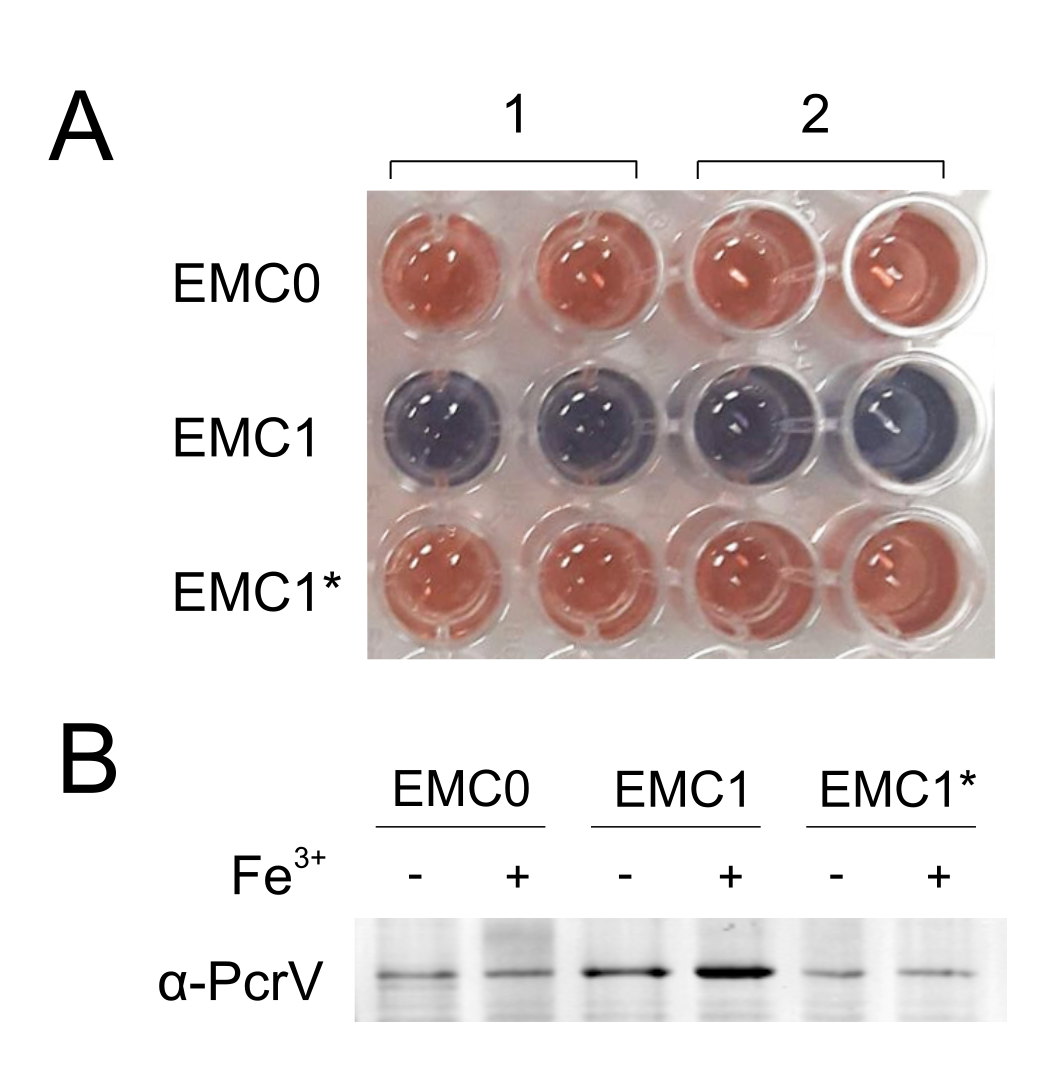 A
1 2
EMC0
EMC1
EMC1*
B
EMC0 EMC1 EMC1*
Fe³⁺ - + - + - +
α-PcrV